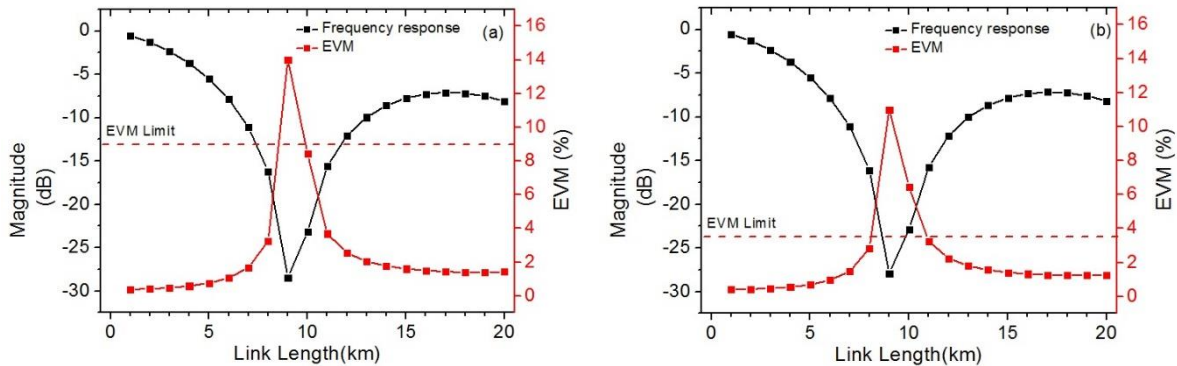 Frequency response
EVM
(a)
EVM Limit
0
-5
-10
-15
-20
-25
-30
Magnitude
(dB)
16
14
12
10
8
6
4
2
0
EVM (%)
0 5 10 15 20
Link Length(km)
Frequency response
EVM
(b)
EVM Limit
0
-5
-10
-15
-20
-25
-30
Magnitude
(dB)
16
14
12
10
8
6
4
2
0
EVM (%)
0 5 10 15 20
Link Length(km)